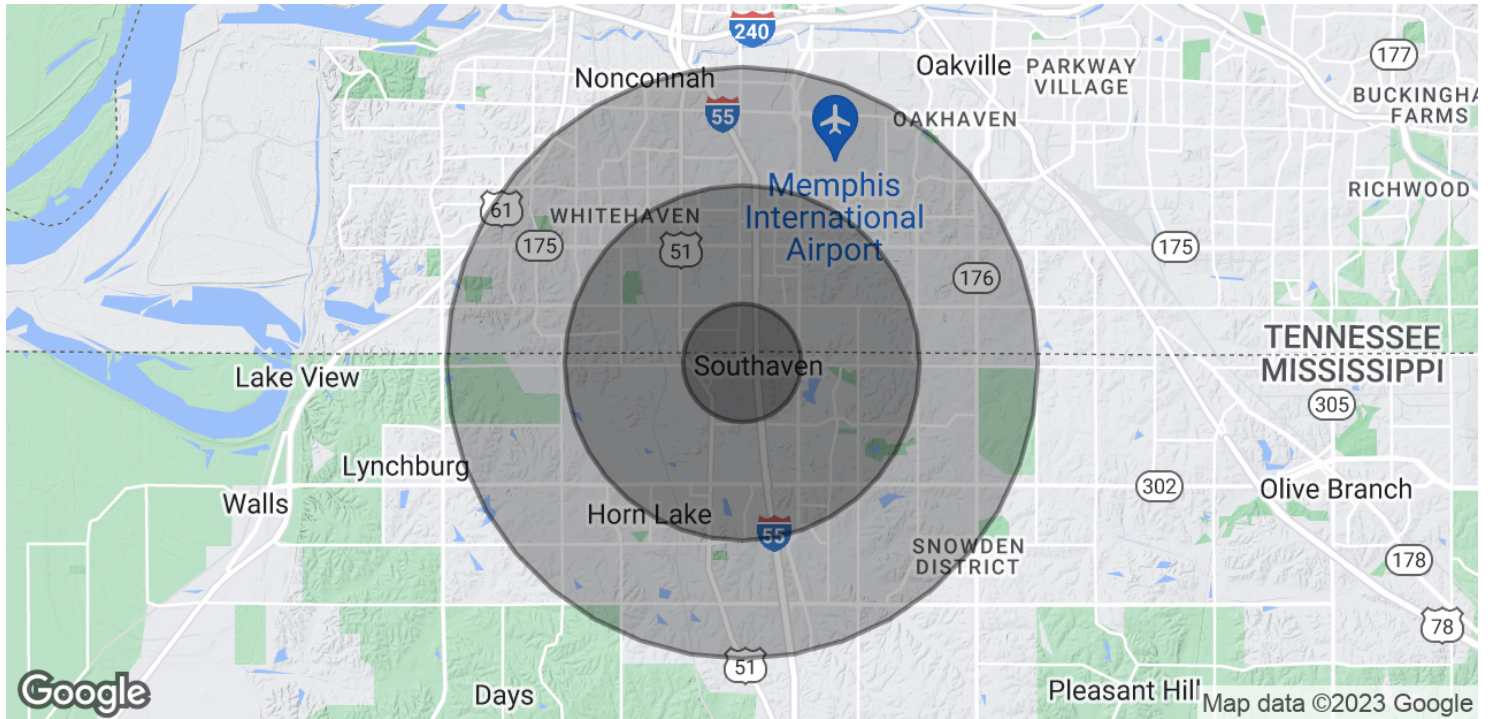 240
Nonconnah
Oakville
PARKWAY
VILLAGE
177
BUCKINGHA
FARMS
55
OAKHAVEN
Memphis
International
Airport
RICHWOOD
61
WHITEHAVEN
175
51
176
175
TENNESSEE
MISSISSIPPI
Southaven
Lake View
305
Lynchburg
Walls
302
Olive Branch
Horn Lake
55
SNOWDEN
DISTRICT
178
78
51
Google
Days
Pleasant Hill
Map data ©2023 Google